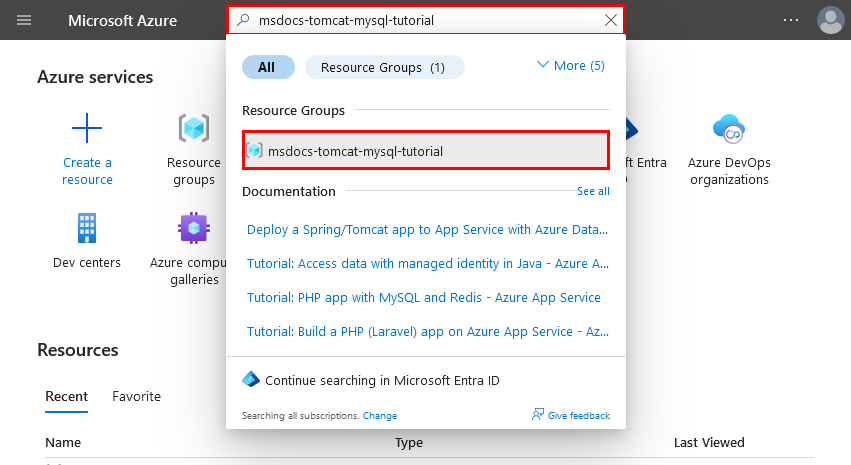 Microsoft Azure
msdocs-tomcat-mysql-tutorial
All
Resource Groups (1)
More (5)
Resource Groups
msdocs-tomcat-mysql-tutorial
Documentation
See all
Deploy a Spring/Tomcat app to App Service with Azure Data...
Tutorial: Access data with managed identity in Java - Azure A...
Tutorial: PHP app with MySQL and Redis - Azure App Service
Tutorial: Build a PHP (Laravel) app on Azure App Service - Az...
Continue searching in Microsoft Entra ID
Searching all subscriptions. Change
Give feedback
Azure services
Create a
resource
Resource
groups
Entra
Azure DevOps
organizations
Dev centers
Azure compu
galleries
Resources
Recent
Favorite
Name
Type
Last Viewed